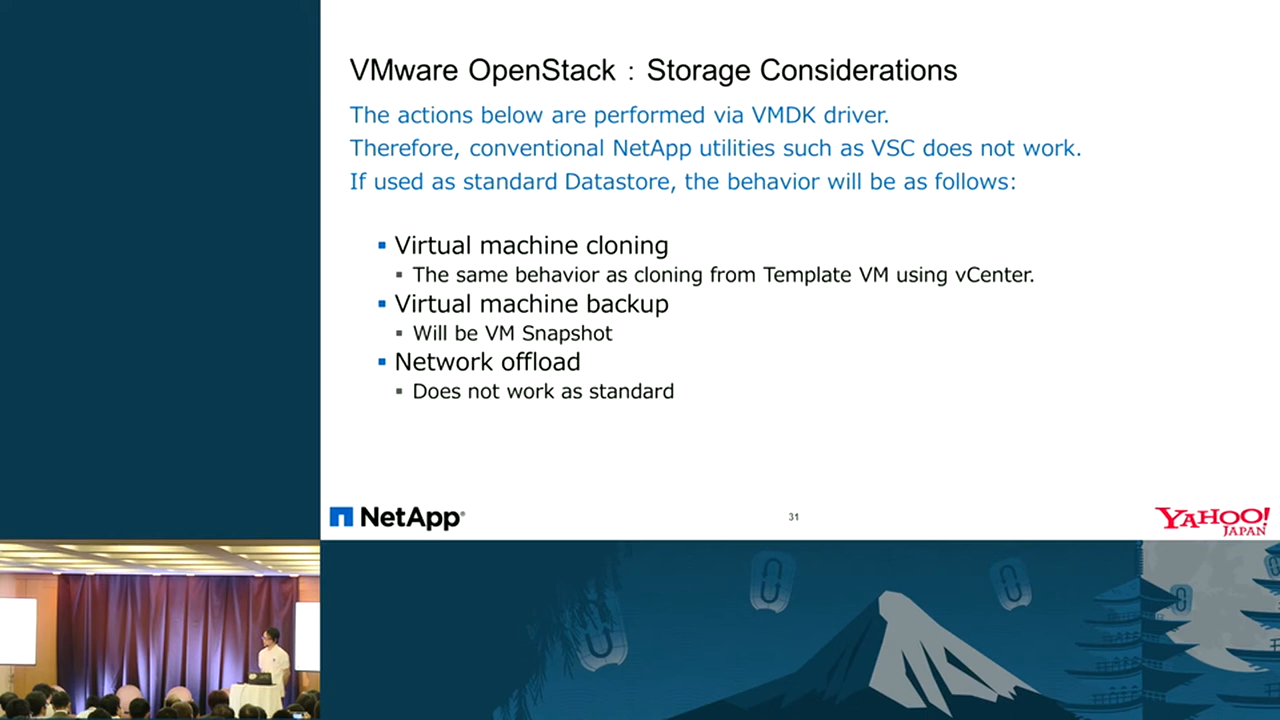 VMware OpenStack : Storage Considerations
The actions below are performed via VMDK driver.
Therefore, conventional NetApp utilities such as VSC does not work.
If used as standard Datastore, the behavior will be as follows:
Virtual machine cloning
The same behavior as cloning from Template VM using vCenter.
Virtual machine backup
Will be VM Snapshot
Network offload
Does not work as standard
NetApp®
31
YAHOO!
JAPAN